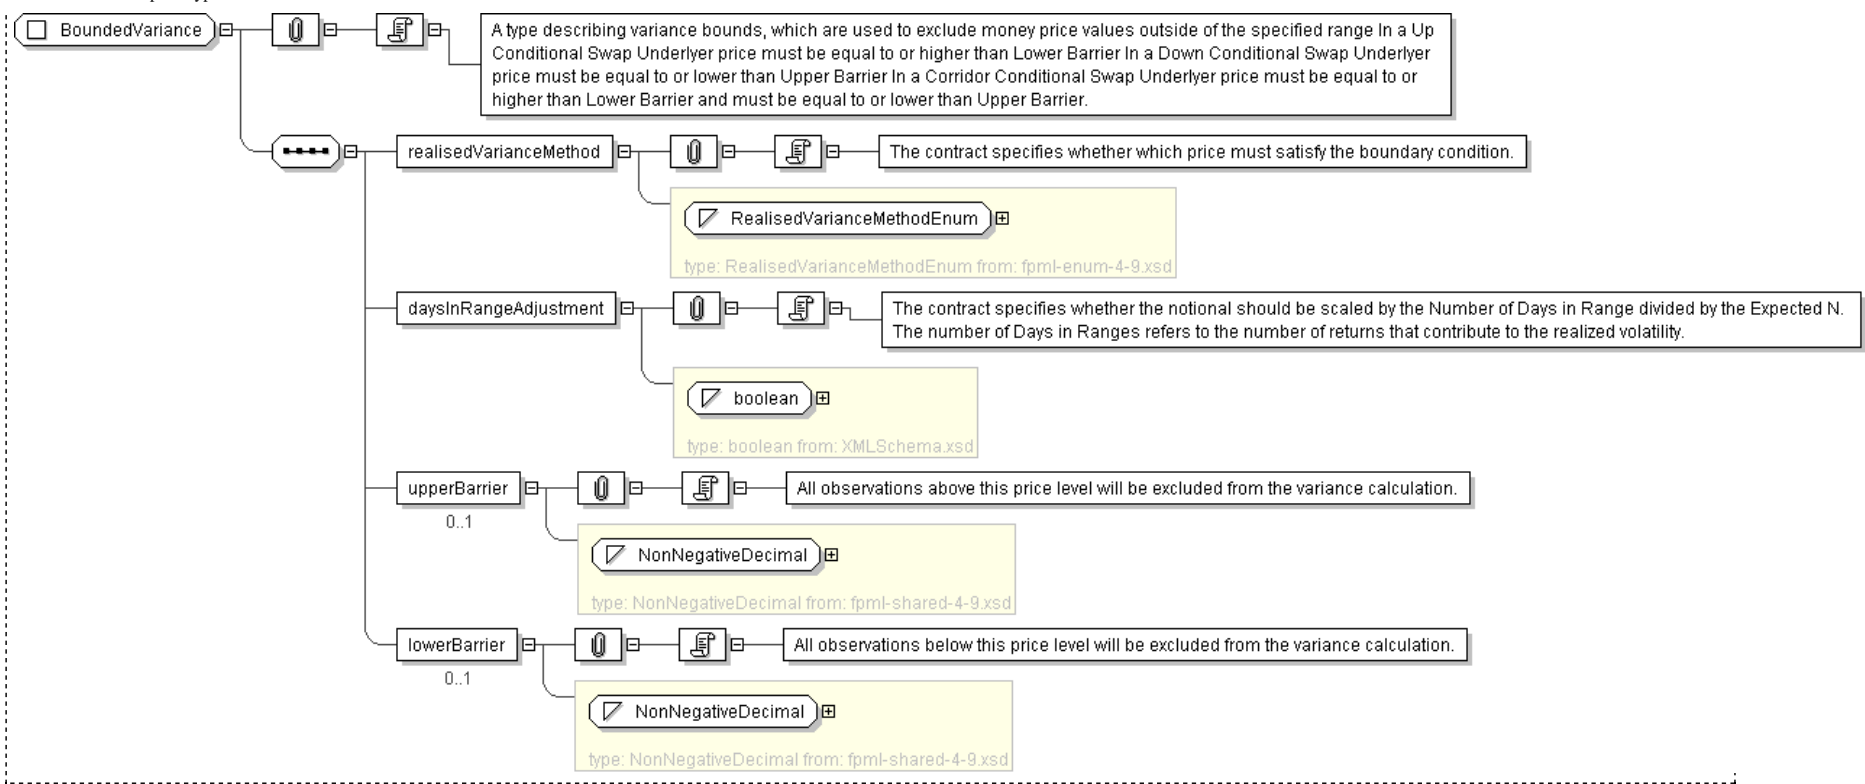 BoundedVariance
A type describing variance bounds, which are used to exclude money price values outside of the specified range In a Up
Conditional Swap Underlyer price must be equal to or higher than Lower Barrier In a Down Conditional Swap Underlyer
price must be equal to or lower than Upper Barrier In a Corridor Conditional Swap Underlyer price must be equal to or
higher than Lower Barrier and must be equal to or lower than Upper Barrier.
realisedVarianceMethod
The contract specifies whether which price must satisfy the boundary condition.
RealisedVarianceMethodEnum
type: RealisedVarianceMethodEnum from: fpml-enum-4-9.xsd
daysInRangeAdjustment
The contract specifies whether the notional should be scaled by the Number of Days in Range divided by the Expected N.
The number of Days in Ranges refers to the number of returns that contribute to the realized volatility.
boolean
type: boolean from: XMLSchema.xsd
upperBarrier
All observations above this price level will be excluded from the variance calculation.
0..1
NonNegativeDecimal
type: NonNegativeDecimal from: fpml-shared-4-9.xsd
lowerBarrier
All observations below this price level will be excluded from the variance calculation.
0..1
NonNegativeDecimal
type: NonNegativeDecimal from: fpml-shared-4-9.xsd